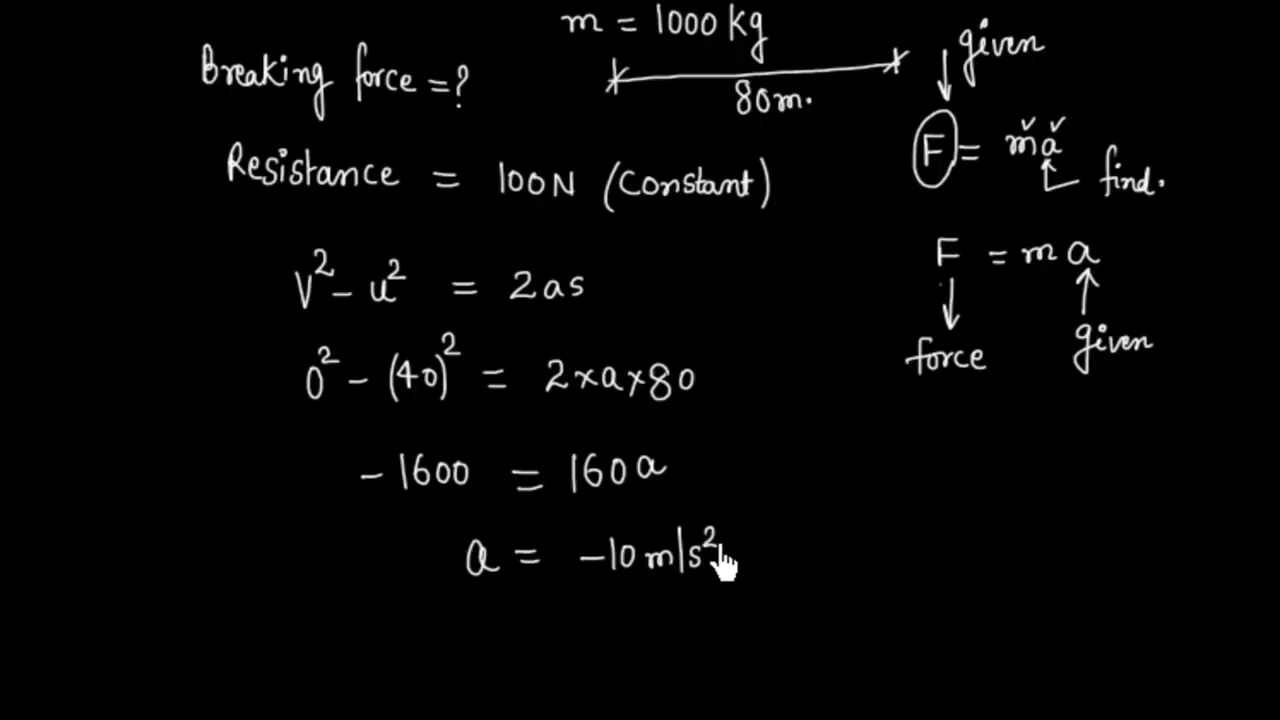 m = 1000 kg
Breaking force = ?
80m.
given
F = ma
find.
Resistance = 100N (Constant)
F = ma
force
given
V² - u² = 2as
0² - (40)² = 2×a×80
-1600 = 160a
a = -10 m/s²